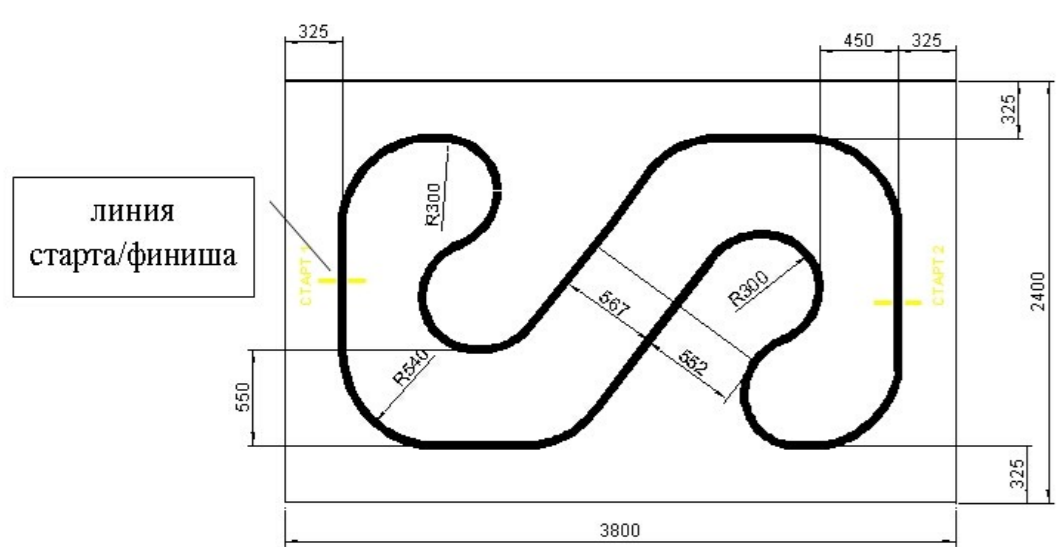 325
450
325
325
линия
старта/финиша
СТАРТ 1
R300
СТАРТ 2
R300
567
552
2400
R540
550
325
3800